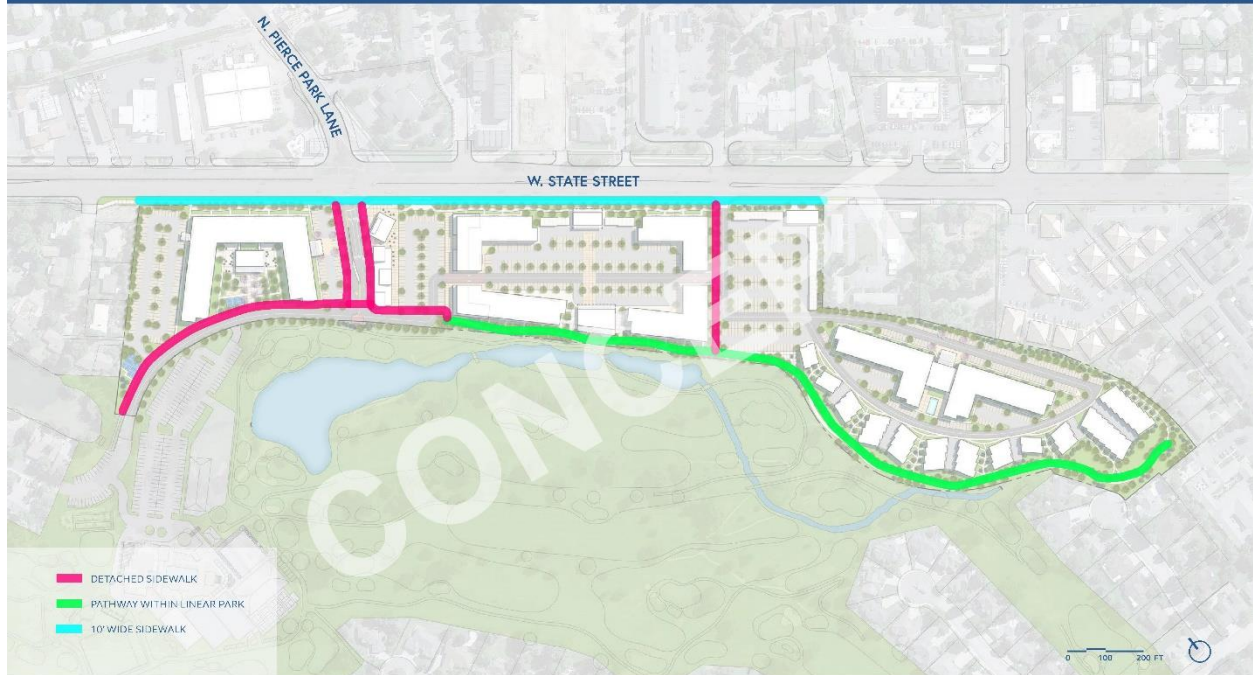 N. PIERCE PARK LANE
W. STATE STREET
CONCEPT
DETACHED SIDEWALK
PATHWAY WITHIN LINEAR PARK
10' WIDE SIDEWALK
0 100 200 FT